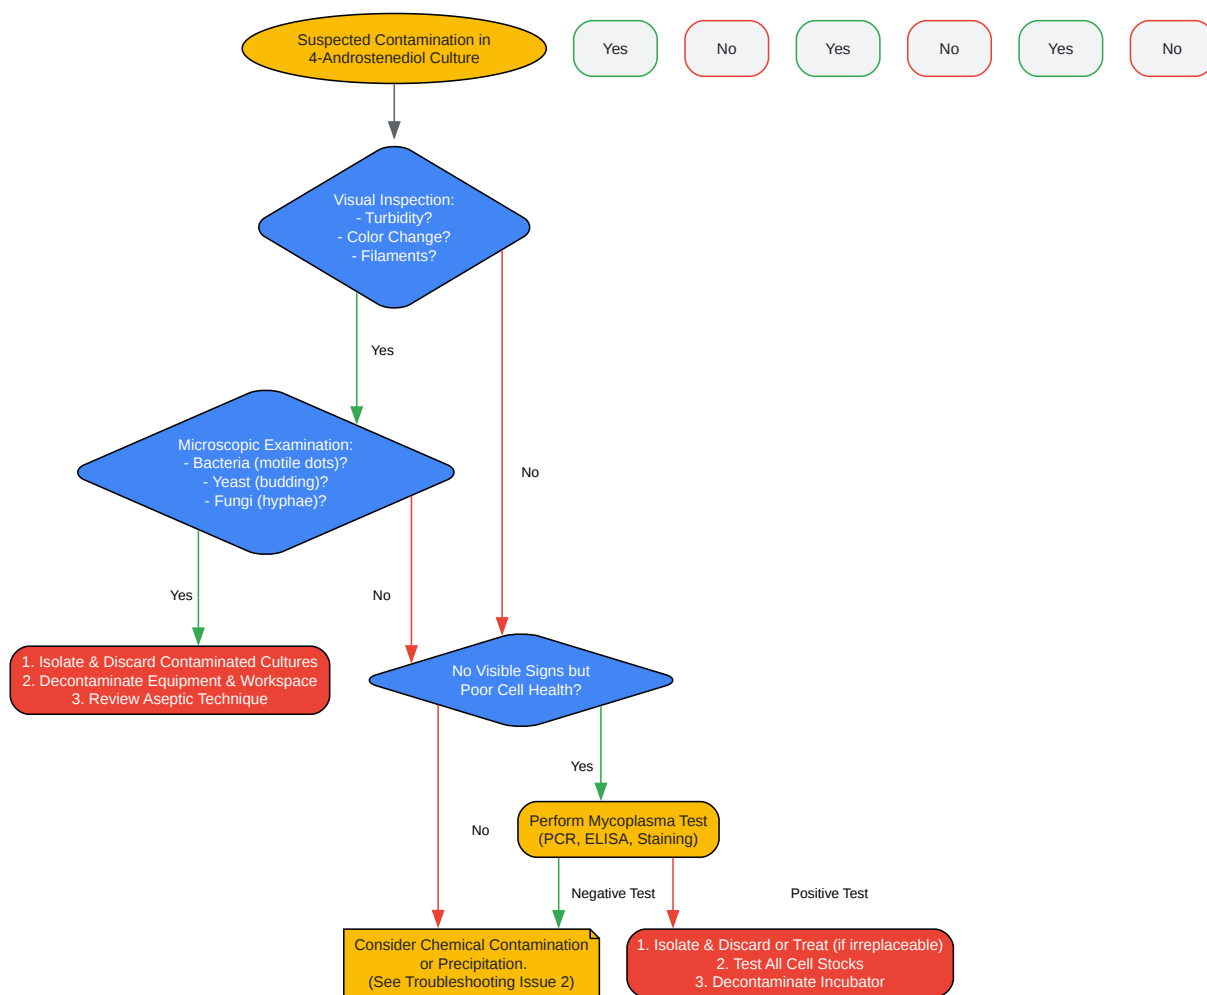 Suspected Contamination in
4-Androstenediol Culture
Yes
No
Yes
No
Yes
No
Visual Inspection:
- Turbidity?
- Color Change?
- Filaments?
Yes
Microscopic Examination:
- Bacteria (motile dots)?
- Yeast (budding)?
- Fungi (hyphae)?
No
Yes
No
1. Isolate & Discard Contaminated Cultures
2. Decontaminate Equipment & Workspace
3. Review Aseptic Technique
No Visible Signs but
Poor Cell Health?
Yes
No
Perform Mycoplasma Test
(PCR, ELISA, Staining)
Negative Test
Positive Test
Consider Chemical Contamination
or Precipitation.
(See Troubleshooting Issue 2)
1. Isolate & Discard or Treat (if irreplaceable)
2. Test All Cell Stocks
3. Decontaminate Incubator